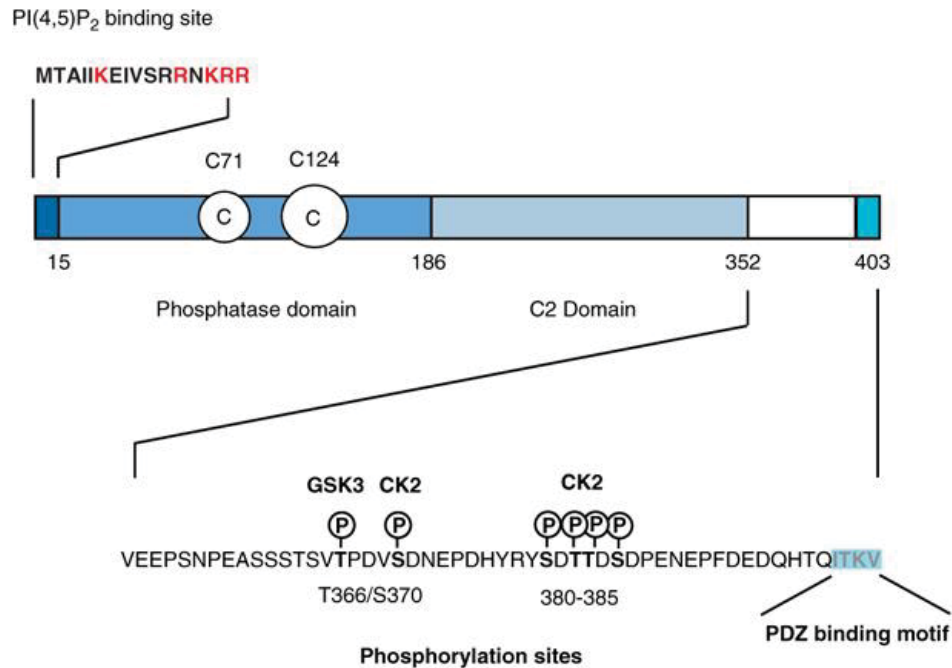 PI(4,5)P₂ binding site
MTAIIKEIVSRRNKRR
C71 C124
C C
15 186 352 403
Phosphatase domain C2 Domain
GSK3 CK2 CK2
P P P P P P
VEEPSNPEASSSTSVTPDVSDNEPDHYRYSDTTDSDPENEPFDEDQHTQITKV
T366/S370 380-385
PDZ binding motif
Phosphorylation sites